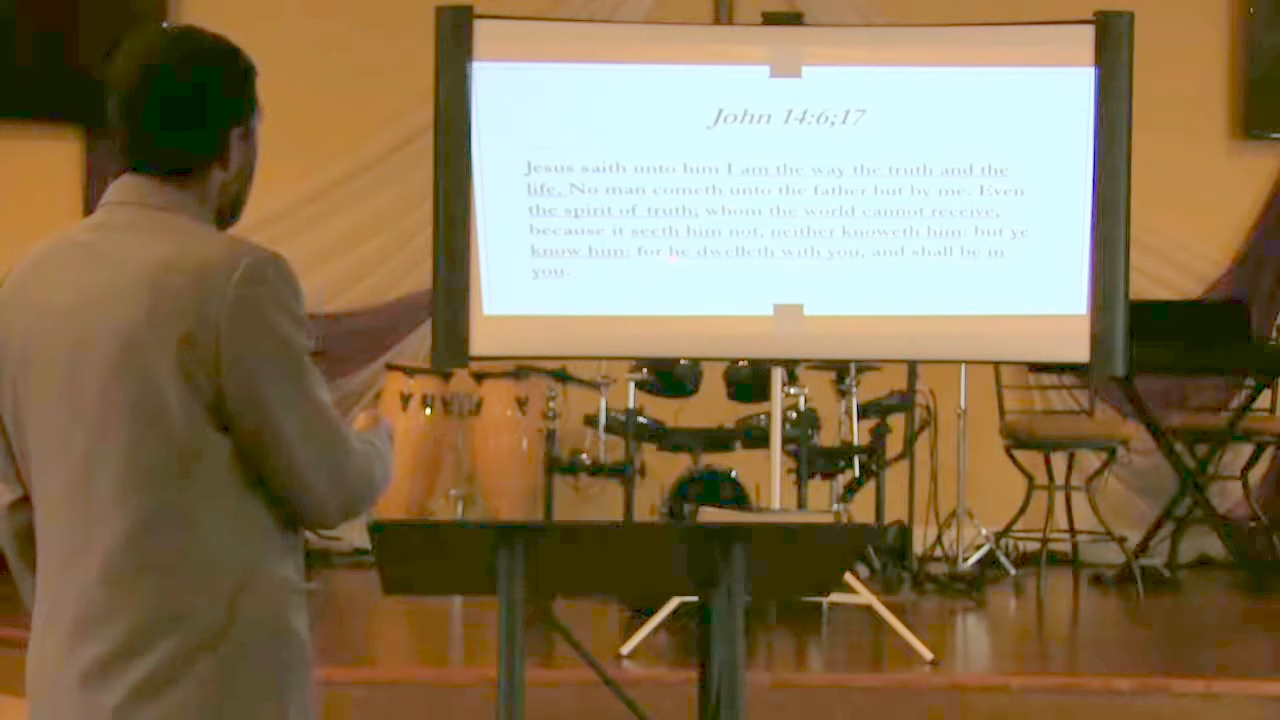 John 14:6;17
Jesus saith unto him I am the way the truth and the
life. No man cometh unto the father but by me. Even
the spirit of truth; whom the world cannot receive,
because it seeth him not, neither knoweth him: but ye
know him: for he dwelleth with you, and shall be in
you.